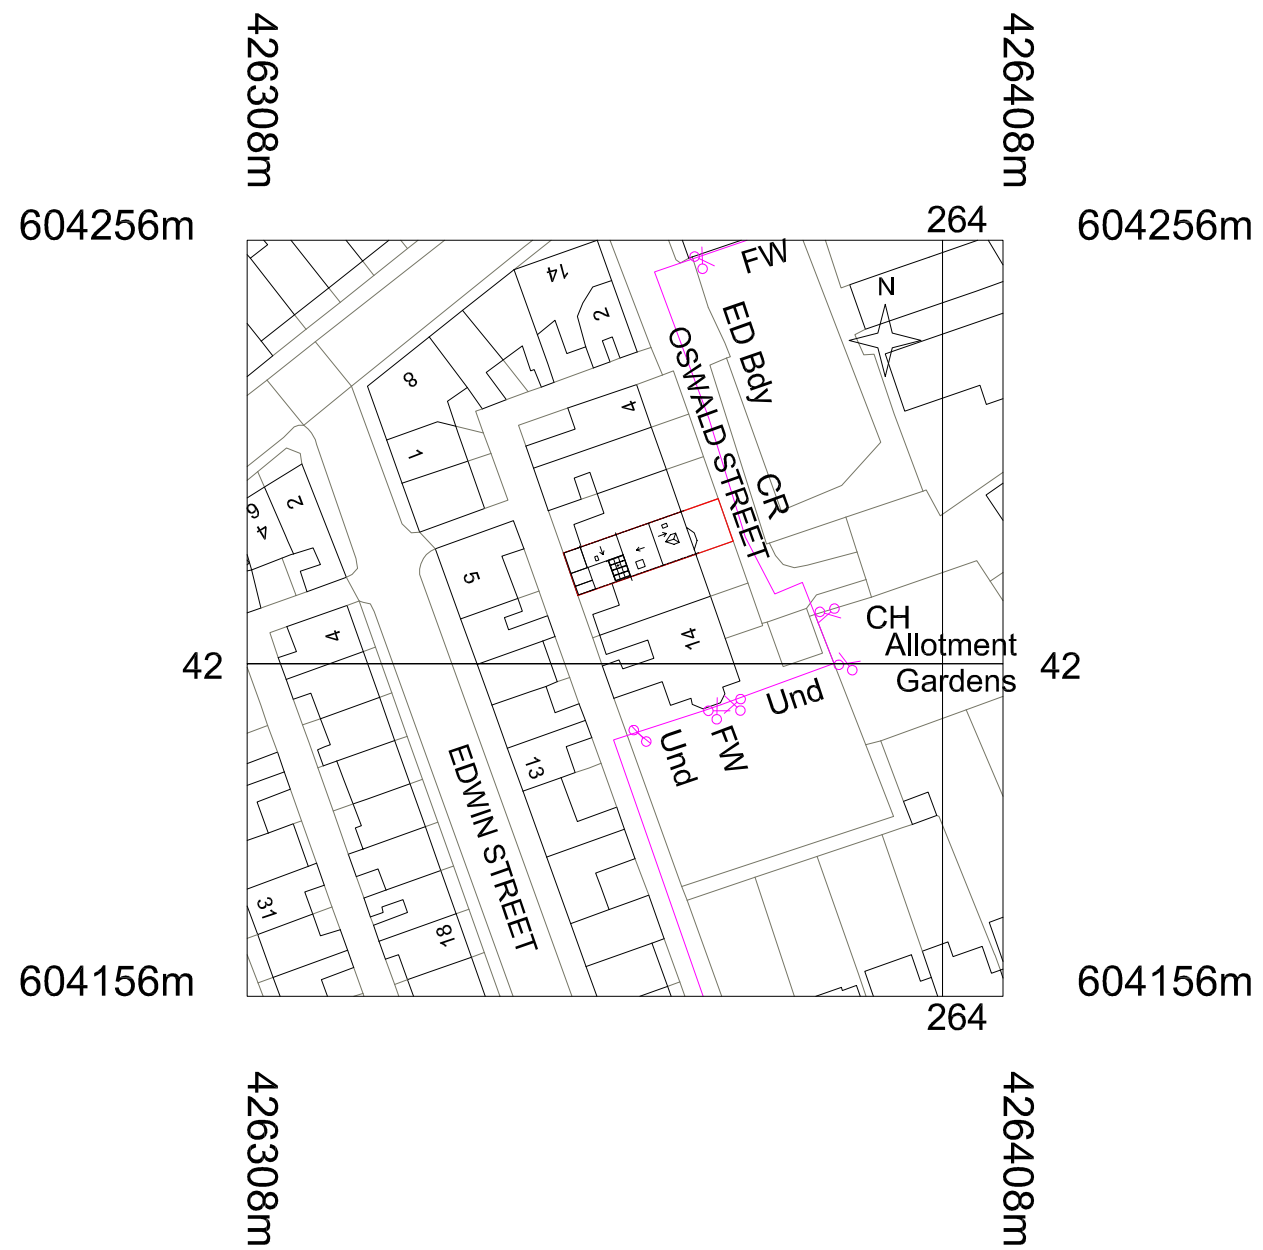 426308m
426408m
604256m
264
604256m
FW
14
N
2
ED Bdy
OSWALD STREET
8
4
1
CR
2
6
4
5
CH
4
14
Allotment
42
42
Gardens
Und
FW
Und
13
EDWIN STREET
31
18
604156m
604156m
264
426308m
426408m